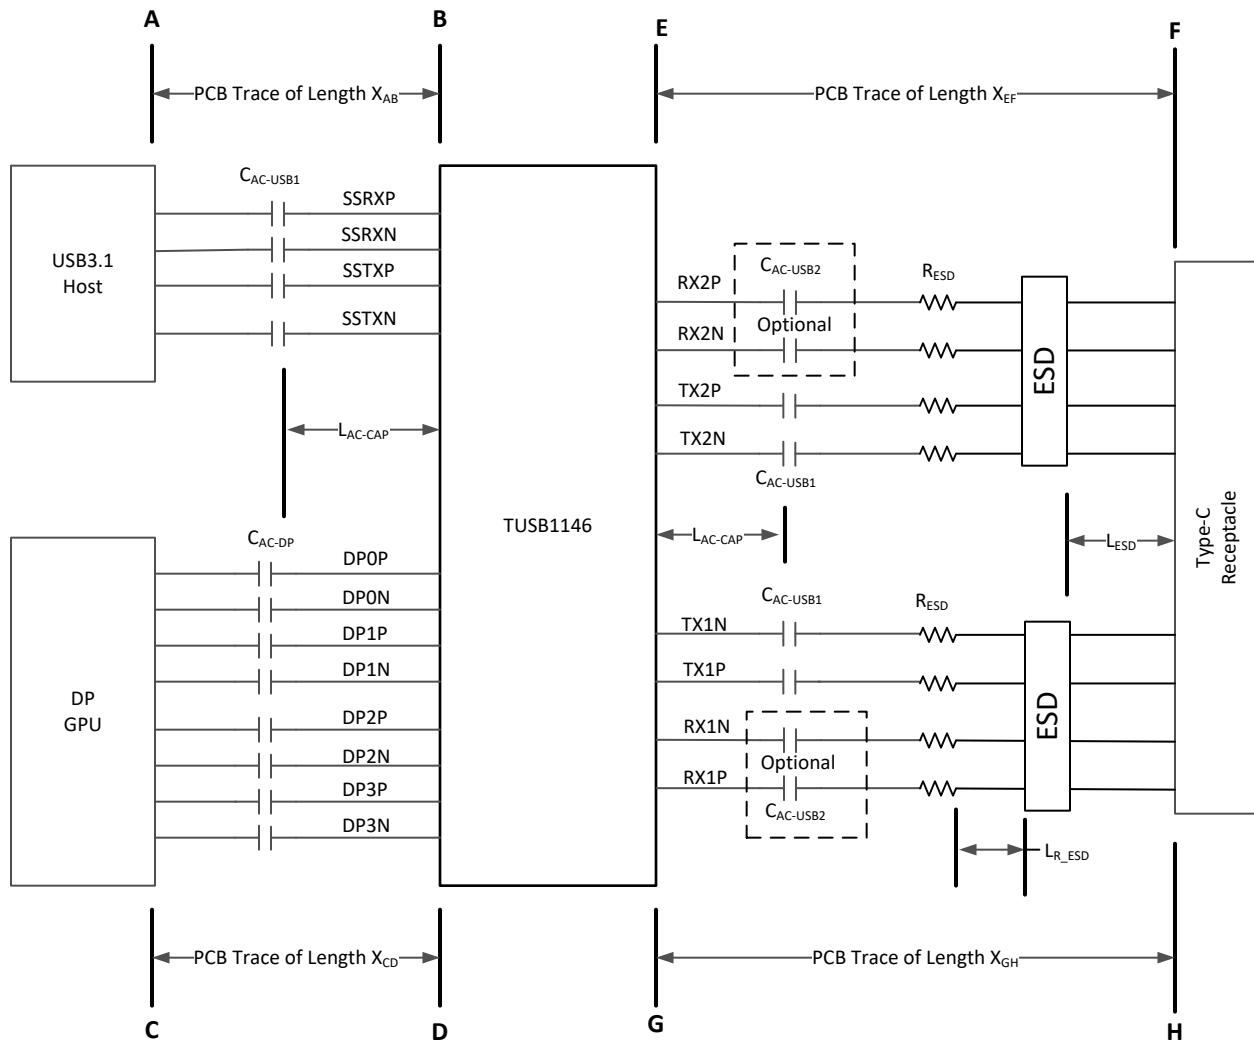 A
B
E
F
PCB Trace of Length XAB
PCB Trace of Length XEF
USB3.1
Host
CAC-USB1
SSRXP
SSRXN
SSTXP
SSTXN
LAC-CAP
TUSB1146
RX2P
RX2N
TX2P
TX2N
CAC-USB2
Optional
CAC-USB1
RESD
ESD
LAC-CAP
LESD
Type-C
Receptacle
DP
GPU
CAC-DP
DP0P
DP0N
DP1P
DP1N
DP2P
DP2N
DP3P
DP3N
CAC-USB1
RESD
TX1N
TX1P
RX1N
RX1P
Optional
CAC-USB2
ESD
LR_ESD
PCB Trace of Length XCD
PCB Trace of Length XGH
C
D
G
H